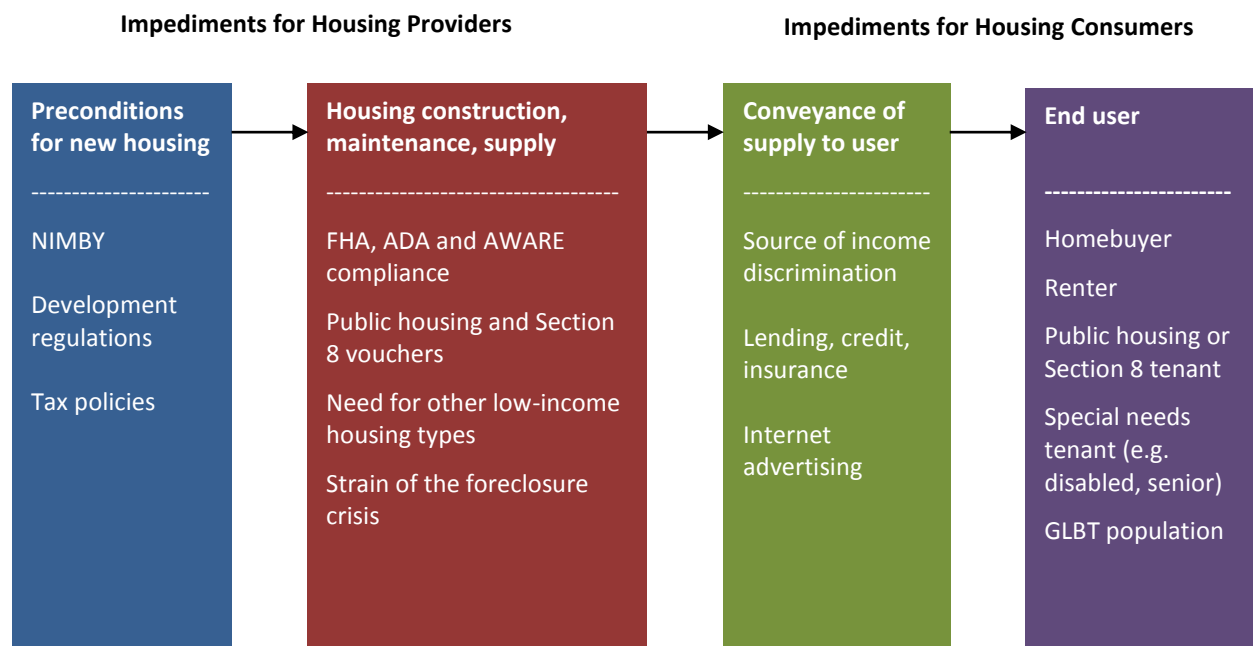 Impediments for Housing Providers
Impediments for Housing Consumers
Preconditions
for new housing
----------------------
NIMBY
Development
regulations
Tax policies
Housing construction,
maintenance, supply
------------------------------------
FHA, ADA and AWARE
compliance
Public housing and Section
8 vouchers
Need for other low-income
housing types
Strain of the foreclosure
crisis
Conveyance of
supply to user
-----------------------
Source of income
discrimination
Lending, credit,
insurance
Internet
advertising
End user
-----------------------
Homebuyer
Renter
Public housing or
Section 8 tenant
Special needs
tenant (e.g.
disabled, senior)
GLBT population